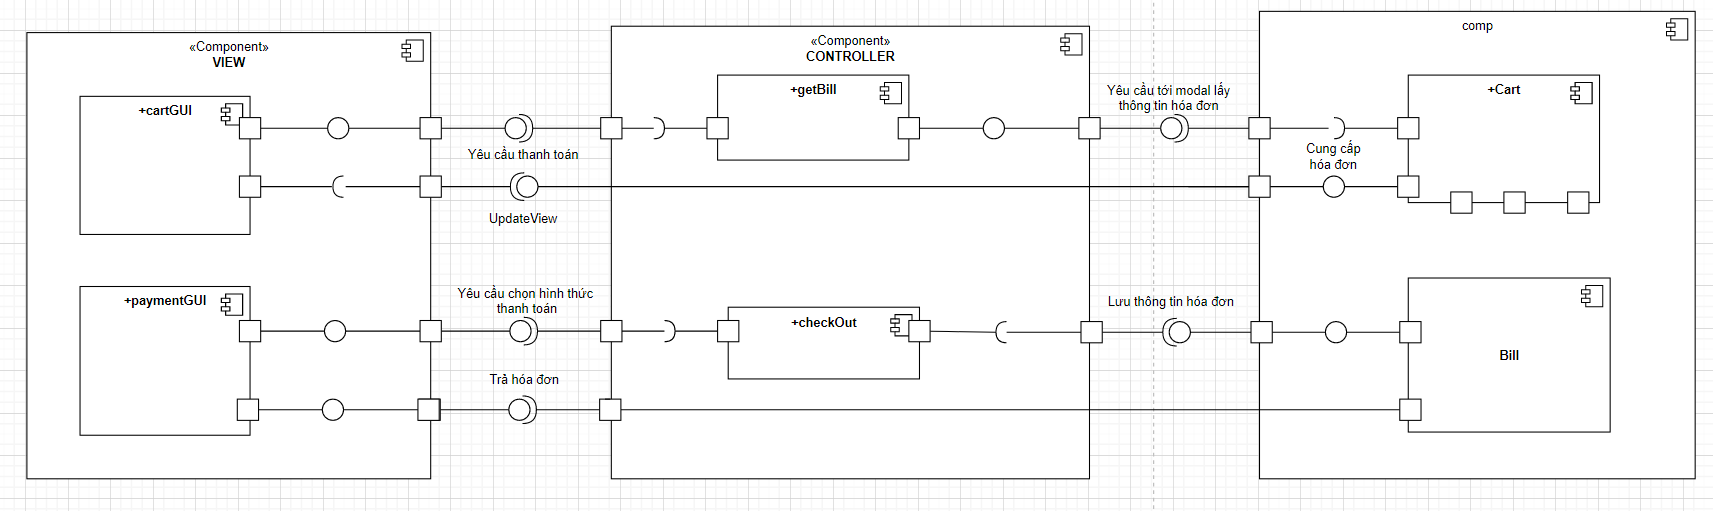 «Component»
VIEW
+cartGUI
+paymentGUI
Yêu cầu thanh toán
UpdateView
Yêu cầu chọn hình thức
thanh toán
Trả hóa đơn
«Component»
CONTROLLER
+getBill
+checkOut
Yêu cầu tới modal lấy
thông tin hóa đơn
Lưu thông tin hóa đơn
comp
+Cart
Cung cấp
hóa đơn
Bill